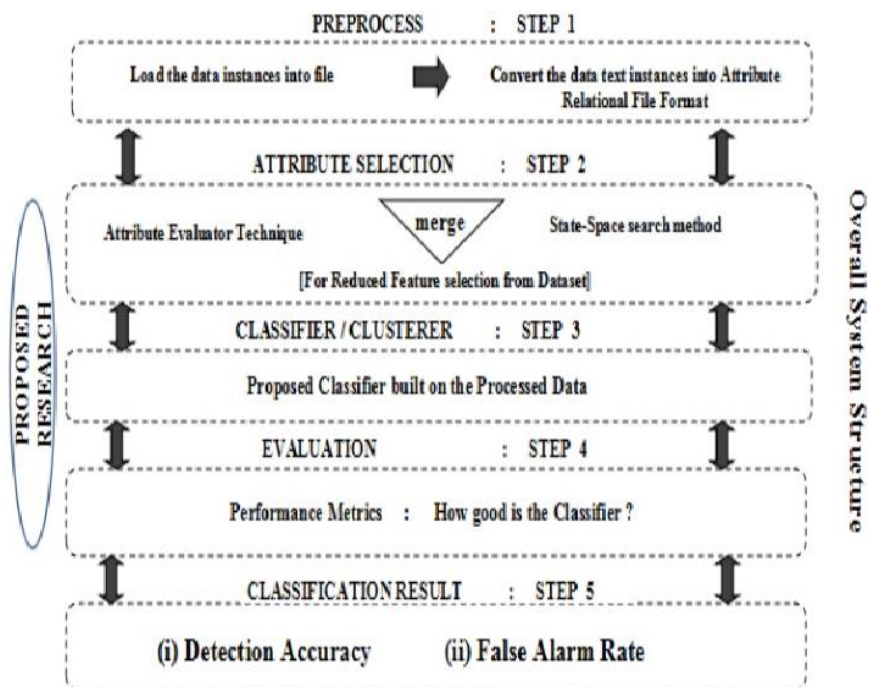 PREPROCESS : STEP 1
Load the data instances into file
Convert the data text instances into Attribute
Relational File Format
ATTRIBUTE SELECTION : STEP 2
Attribute Evaluator Technique
merge
State-Space search method
[For Reduced Feature selection from Dataset]
CLASSIFIER / CLUSTERER : STEP 3
Proposed Classifier built on the Processed Data
EVALUATION : STEP 4
Performance Metrics : How good is the Classifier ?
CLASSIFICATION RESULT : STEP 5
(i) Detection Accuracy (ii) False Alarm Rate
PROPOSED
RESEARCH
Overall System Structure